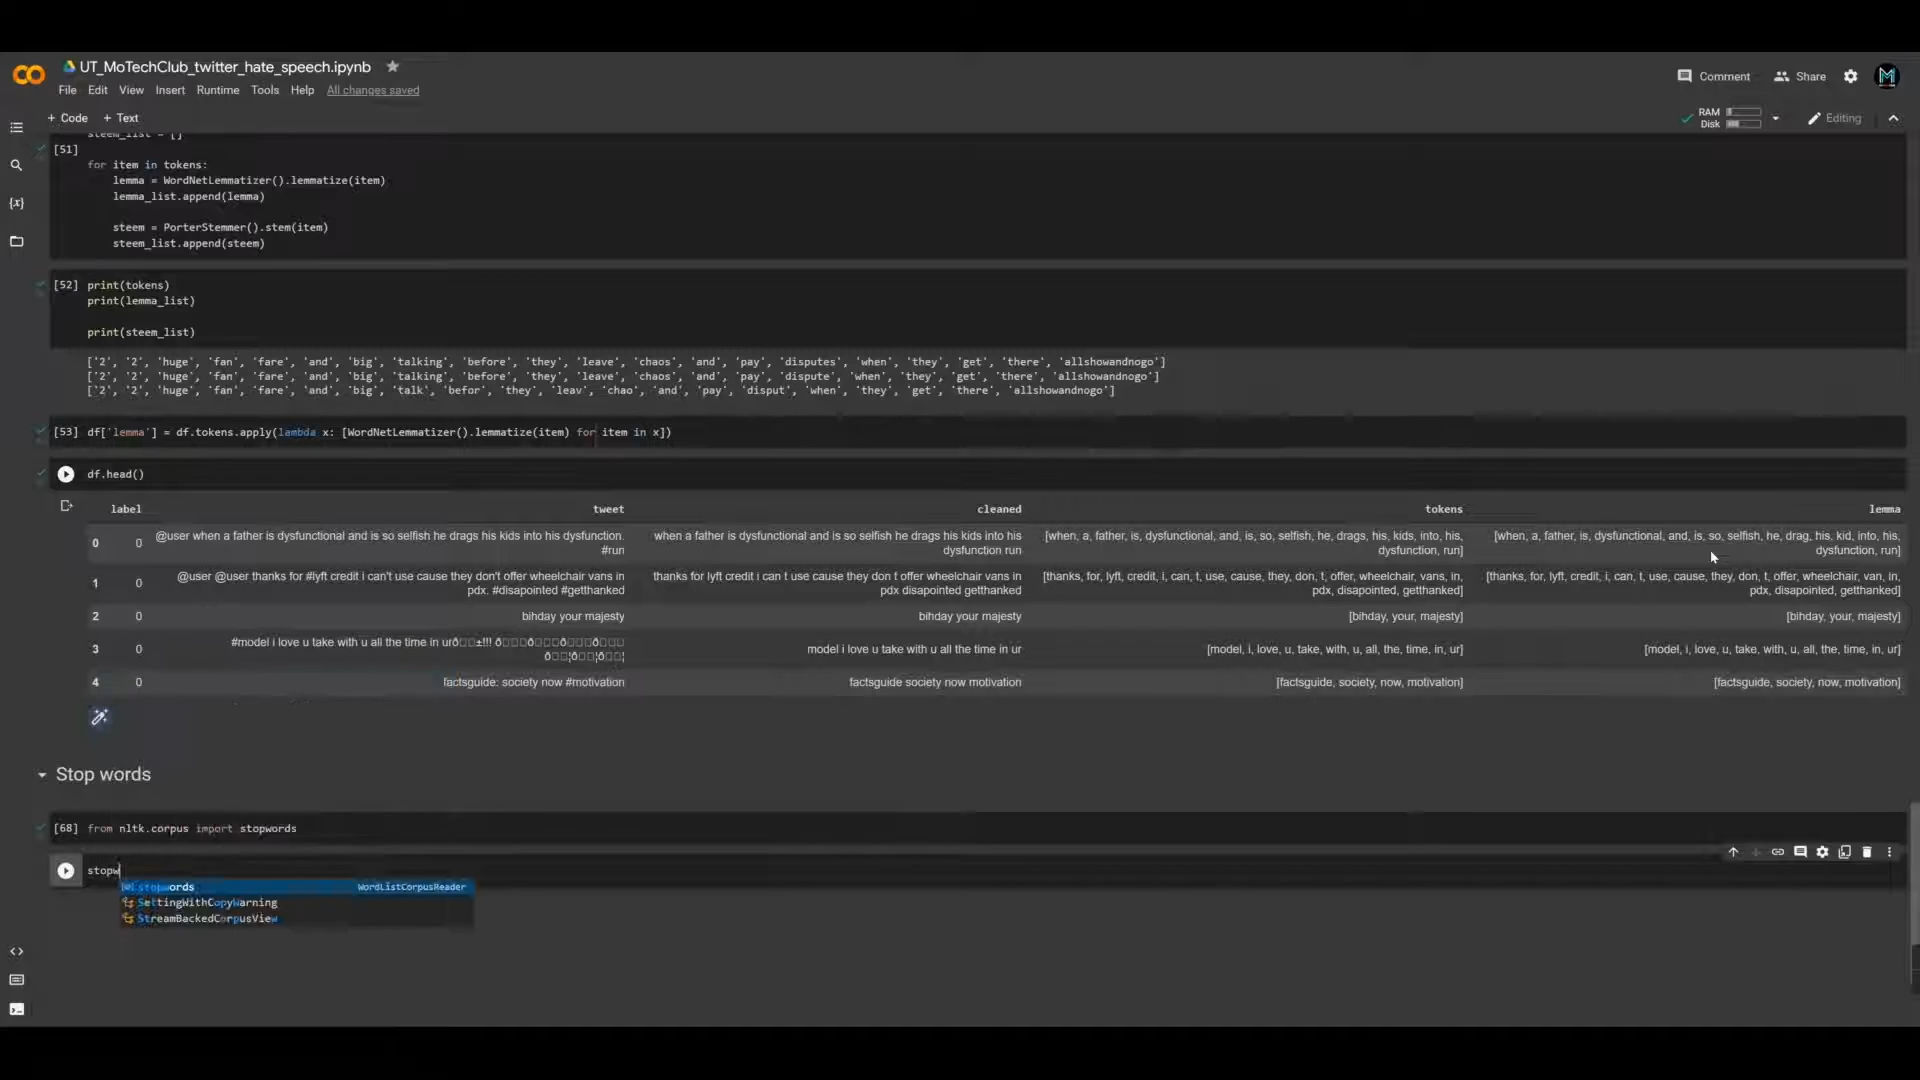 UT_MoTechClub_twitter_hate_speech.ipynb
File Edit View Insert Runtime Tools Help All changes saved
Comment Share
+ Code + Text
RAM
Disk
Editing
steem_list = []
[51]
for item in tokens:
lemma = WordNetLemmatizer().lemmatize(item)
lemma_list.append(lemma)
steem = PorterStemmer().stem(item)
steem_list.append(steem)
[52] print(tokens)
print(lemma_list)
print(steem_list)
['2', '2', 'huge', 'fan', 'fare', 'and', 'big', 'talking', 'before', 'they', 'leave', 'chaos', 'and', 'pay', 'disputes', 'when', 'they', 'get', 'there', 'allshowandnogo']
['2', '2', 'huge', 'fan', 'fare', 'and', 'big', 'talking', 'before', 'they', 'leave', 'chaos', 'and', 'pay', 'dispute', 'when', 'they', 'get', 'there', 'allshowandnogo']
['2', '2', 'huge', 'fan', 'fare', 'and', 'big', 'talk', 'befor', 'they', 'leav', 'chao', 'and', 'pay', 'disput', 'when', 'they', 'get', 'there', 'allshowandnogo']
[53] df['lemma'] = df.tokens.apply(lambda x: [WordNetLemmatizer().lemmatize(item) for item in x])
df.head()
label tweet cleaned tokens lemma
0 0 @user when a father is dysfunctional and is so selfish he drags his kids into his dysfunction. when a father is dysfunctional and is so selfish he drags his kids into his [when, a, father, is, dysfunctional, and, is, so, selfish, he, drags, his, kids, into, his, [when, a, father, is, dysfunctional, and, is, so, selfish, he, drag, his, kid, into, his,
#run dysfunction run dysfunction, run] dysfunction, run]
1 0 @user @user thanks for #lyft credit i can't use cause they don't offer wheelchair vans in thanks for lyft credit i can t use cause they don t offer wheelchair vans in [thanks, for, lyft, credit, i, can, t, use, cause, they, don, t, offer, wheelchair, vans, in, [thanks, for, lyft, credit, i, can, t, use, cause, they, don, t, offer, wheelchair, van, in,
pdx. #disapointed #getthanked pdx disapointed getthanked pdx, disapointed, getthanked] pdx, disapointed, getthanked]
2 0 bihday your majesty bihday your majesty [bihday, your, majesty] [bihday, your, majesty]
3 0 #model i love u take with u all the time in ur model i love u take with u all the time in ur [model, i, love, u, take, with, u, all, the, time, in, ur] [model, i, love, u, take, with, u, all, the, time, in, ur]
4 0 factsguide: society now #motivation factsguide society now motivation [factsguide, society, now, motivation] [factsguide, society, now, motivation]
Stop words
[68] from nltk.corpus import stopwords
stopw
stopwords WordListCorpusReader
SettingWithCopyWarning
StreamBackedCorpusView